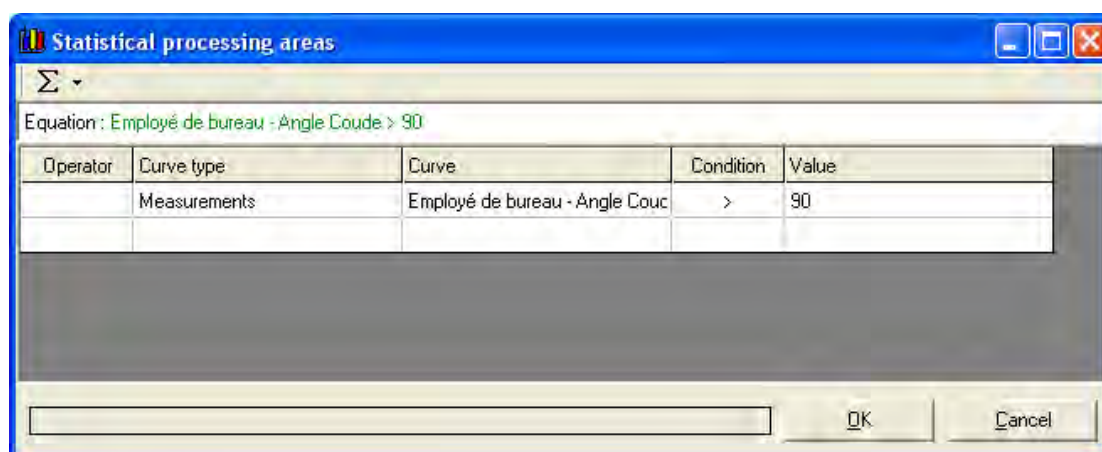 Statistical processing areas
Σ
Equation : Employé de bureau - Angle Coude > 90
Operator Curve type Curve Condition Value
Measurements Employé de bureau - Angle Couc > 90
OK Cancel